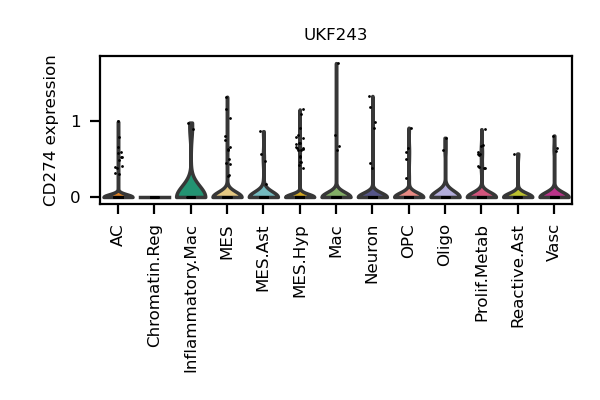 UKF243
CD274 expression
1
0
AC
Chromatin.Reg
Inflammatory.Mac
MES
MES.Ast
MES.Hyp
Mac
Neuron
OPC
Oligo
Prolif.Metab
Reactive.Ast
Vasc